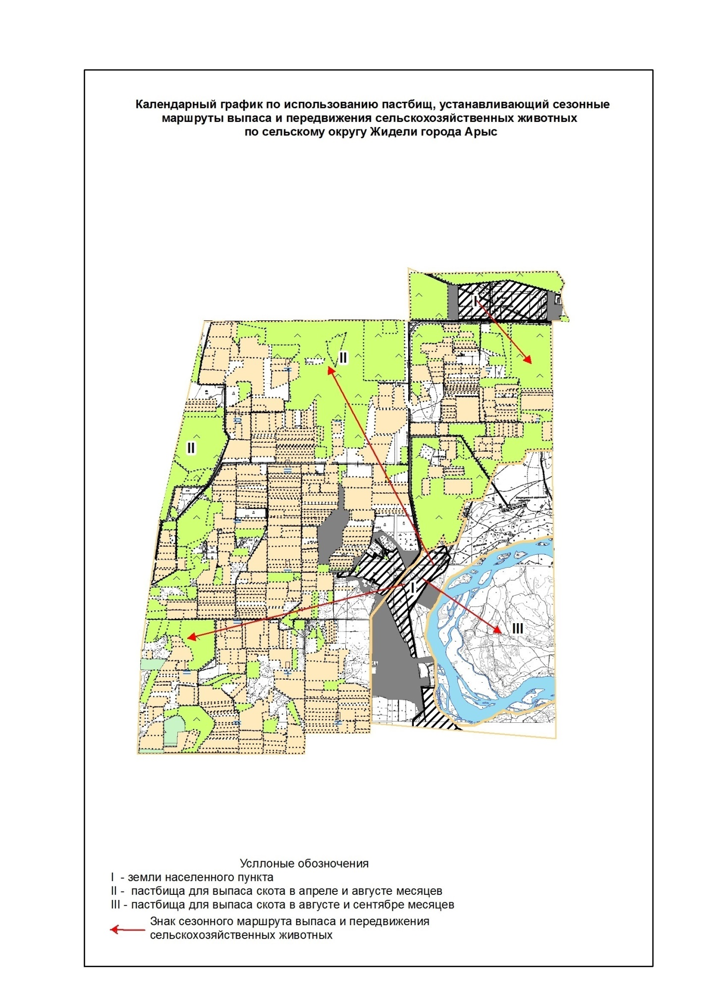 Календарный график по использованию пастбищ, устанавливающий сезонные
маршруты выпаса и передвижения сельскохозяйственных животных
по сельскому округу Жидели города Арыс
I
II
II
I
III
Усллоные обозночения
I - земли населенного пункта
II - пастбища для выпаса скота в апреле и августе месяцев
III - пастбища для выпаса скота в августе и сентябре месяцев
Знак сезонного маршрута выпаса и передвижения
сельскохозяйственных животных